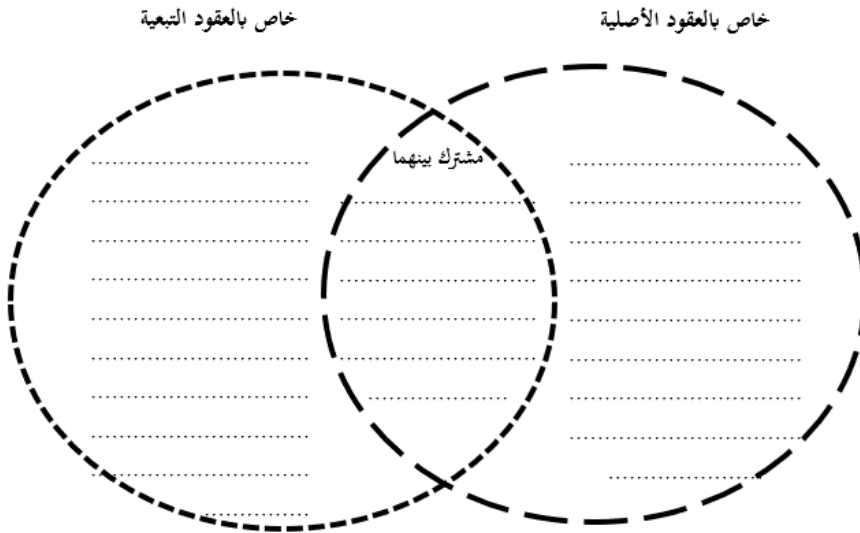 خاص بالعقود الأصلية
خاص بالعقود التبعية
مشترك بينهما